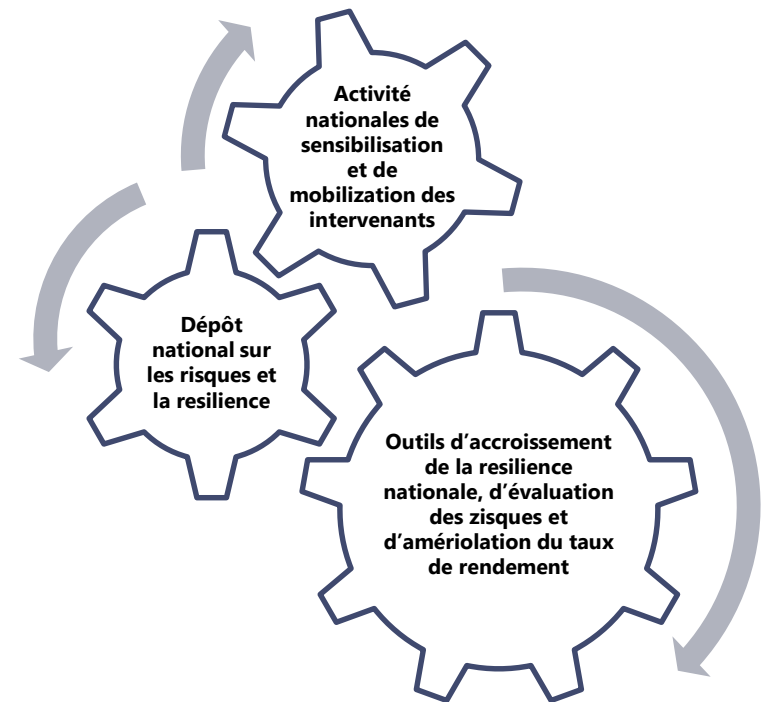 Activité
nationales de
sensibilisation
et de
mobilization des
intervenants
Dépôt
national sur
les risques et
la resilience
Outils d'accroissement
de la resilience
nationale, d'évaluation
des zisques et
d'amériolation du taux
de rendement